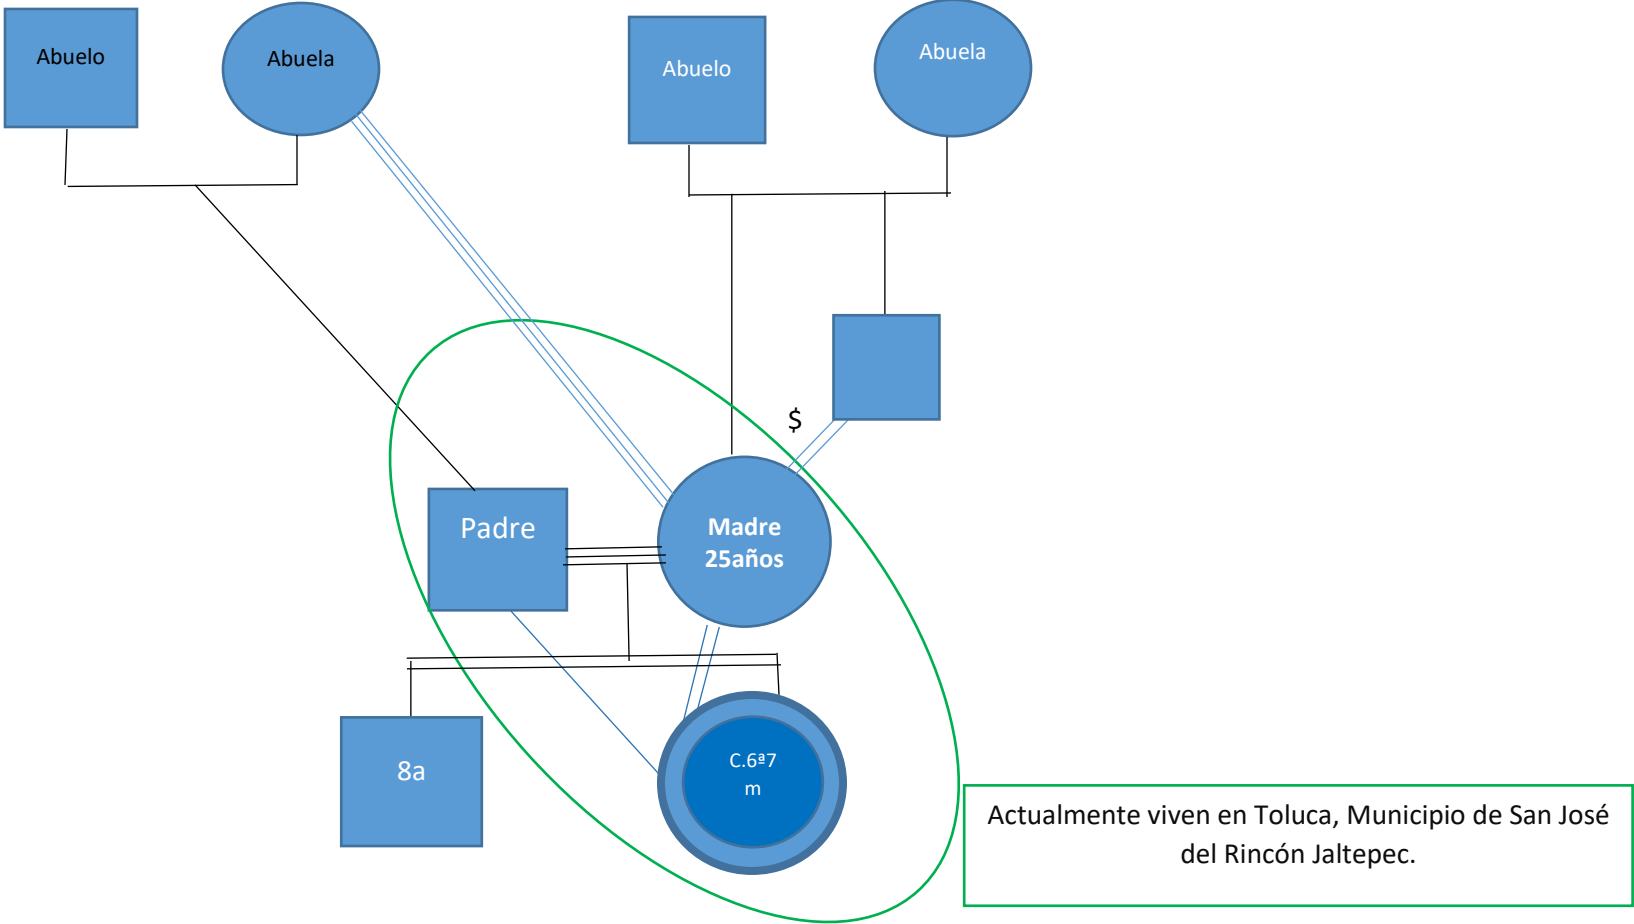 Abuelo
Abuela
Abuelo
Abuela
$
Padre
Madre
25años
8a
C.6ª7
m
Actualmente viven en Toluca, Municipio de San José
del Rincón Jaltepec.